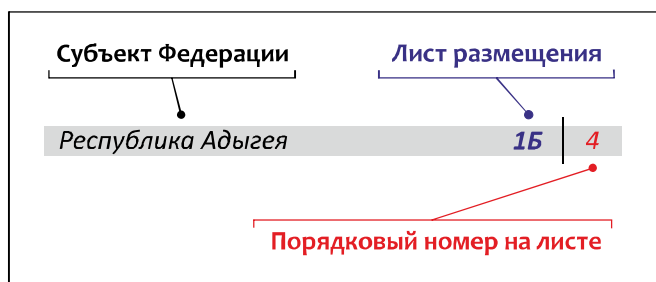 Субъект Федерации Лист размещения
Республика Адыгея 1Б 4
Порядковый номер на листе